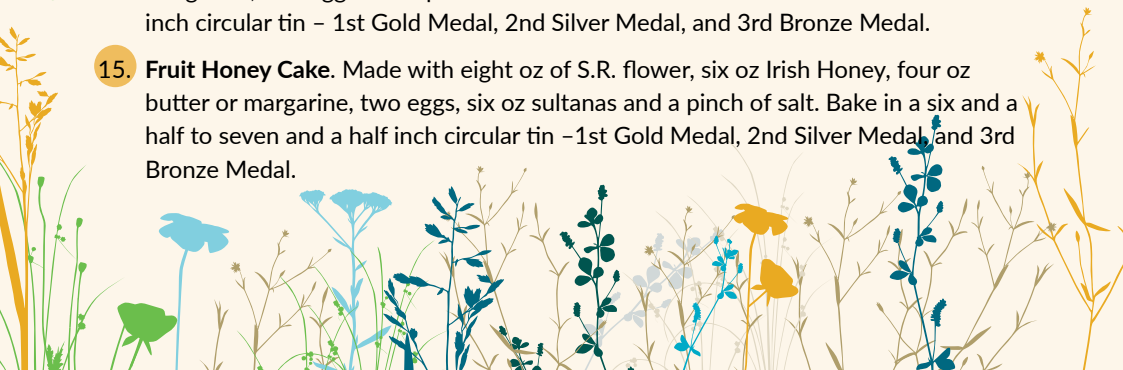 inch circular tin – 1st Gold Medal, 2nd Silver Medal, and 3rd Bronze Medal.
15. Fruit Honey Cake. Made with eight oz of S.R. flower, six oz Irish Honey, four oz
butter or margarine, two eggs, six oz sultanas and a pinch of salt. Bake in a six and a
half to seven and a half inch circular tin –1st Gold Medal, 2nd Silver Medal, and 3rd
Bronze Medal.